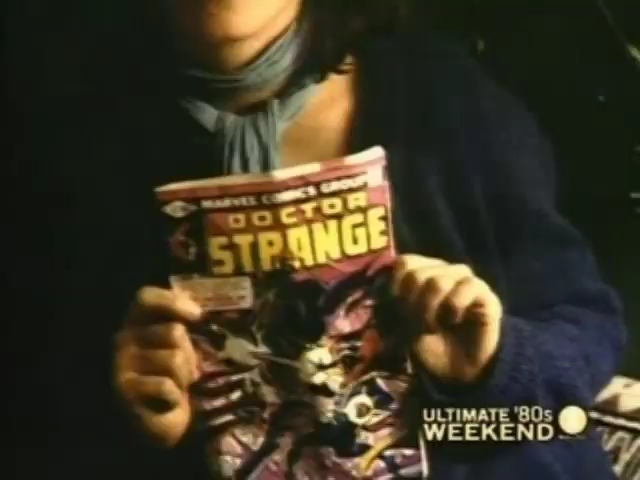 MARVEL COMICS GROUP
DOCTOR
STRANGE
ULTIMATE '80s
WEEKEND